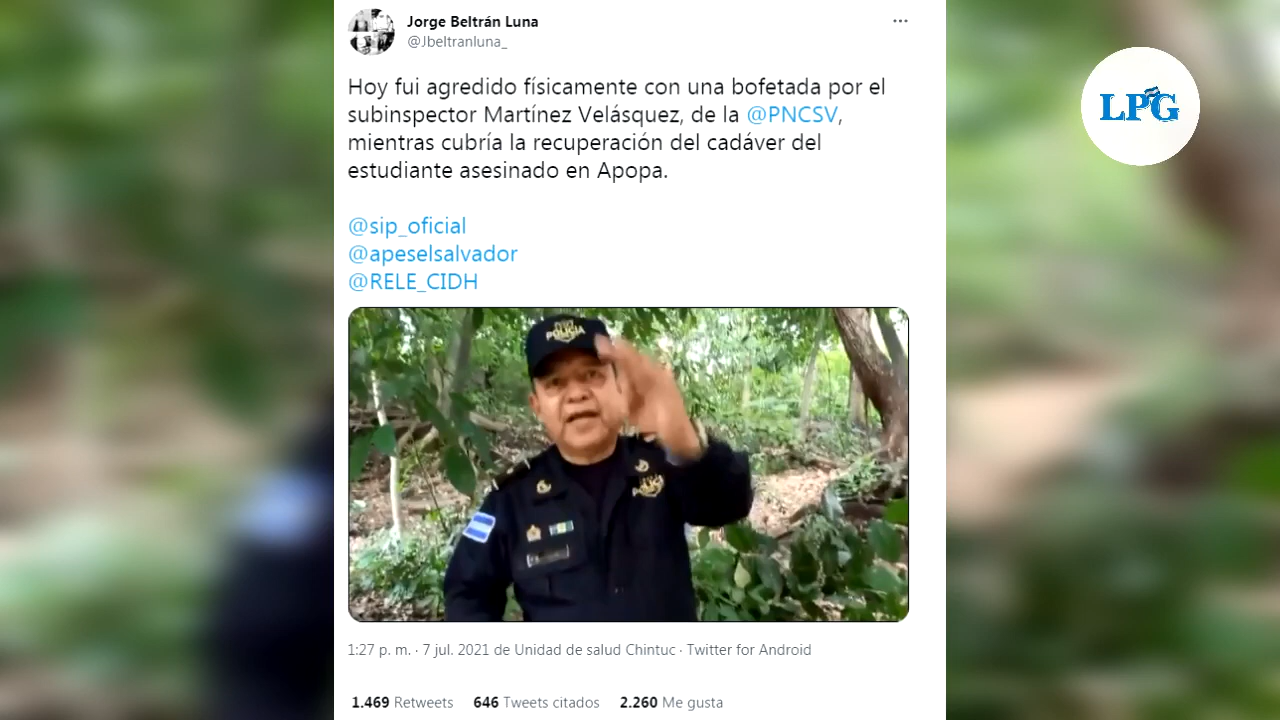 Jorge Beltrán Luna
@Jbeltranluna_
Hoy fui agredido físicamente con una bofetada por el
subinspector Martínez Velásquez, de la @PNCSV,
mientras cubría la recuperación del cadáver del
estudiante asesinado en Apopa.
@sip_oficial
@apeselsalvador
@RELE_CIDH
LPG
POLICIA
POLICIA
1:27 p. m. · 7 jul. 2021 de Unidad de salud Chintuc · Twitter for Android
1.469 Retweets 646 Tweets citados 2.260 Me gusta